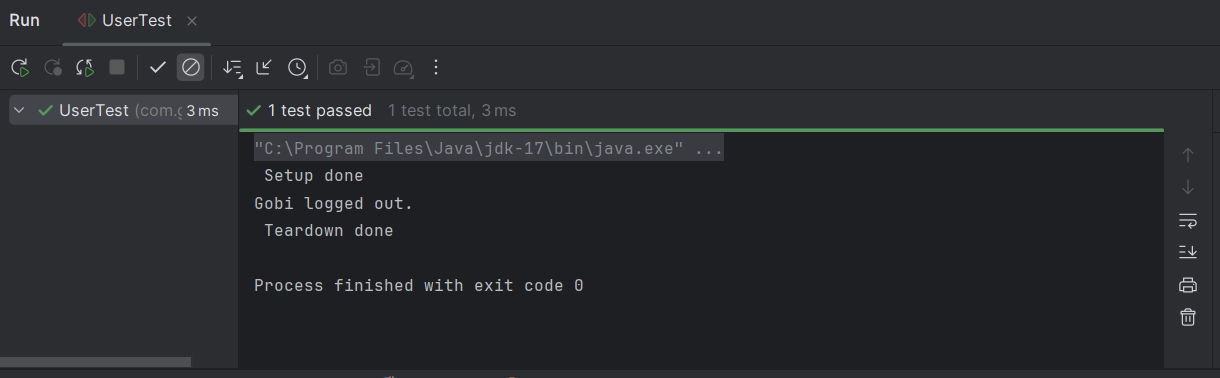 Run UserTest
UserTest (com.g 3 ms
1 test passed 1 test total, 3 ms
"C:\Program Files\Java\jdk-17\bin\java.exe" ...
Setup done
Gobi logged out.
Teardown done
Process finished with exit code 0